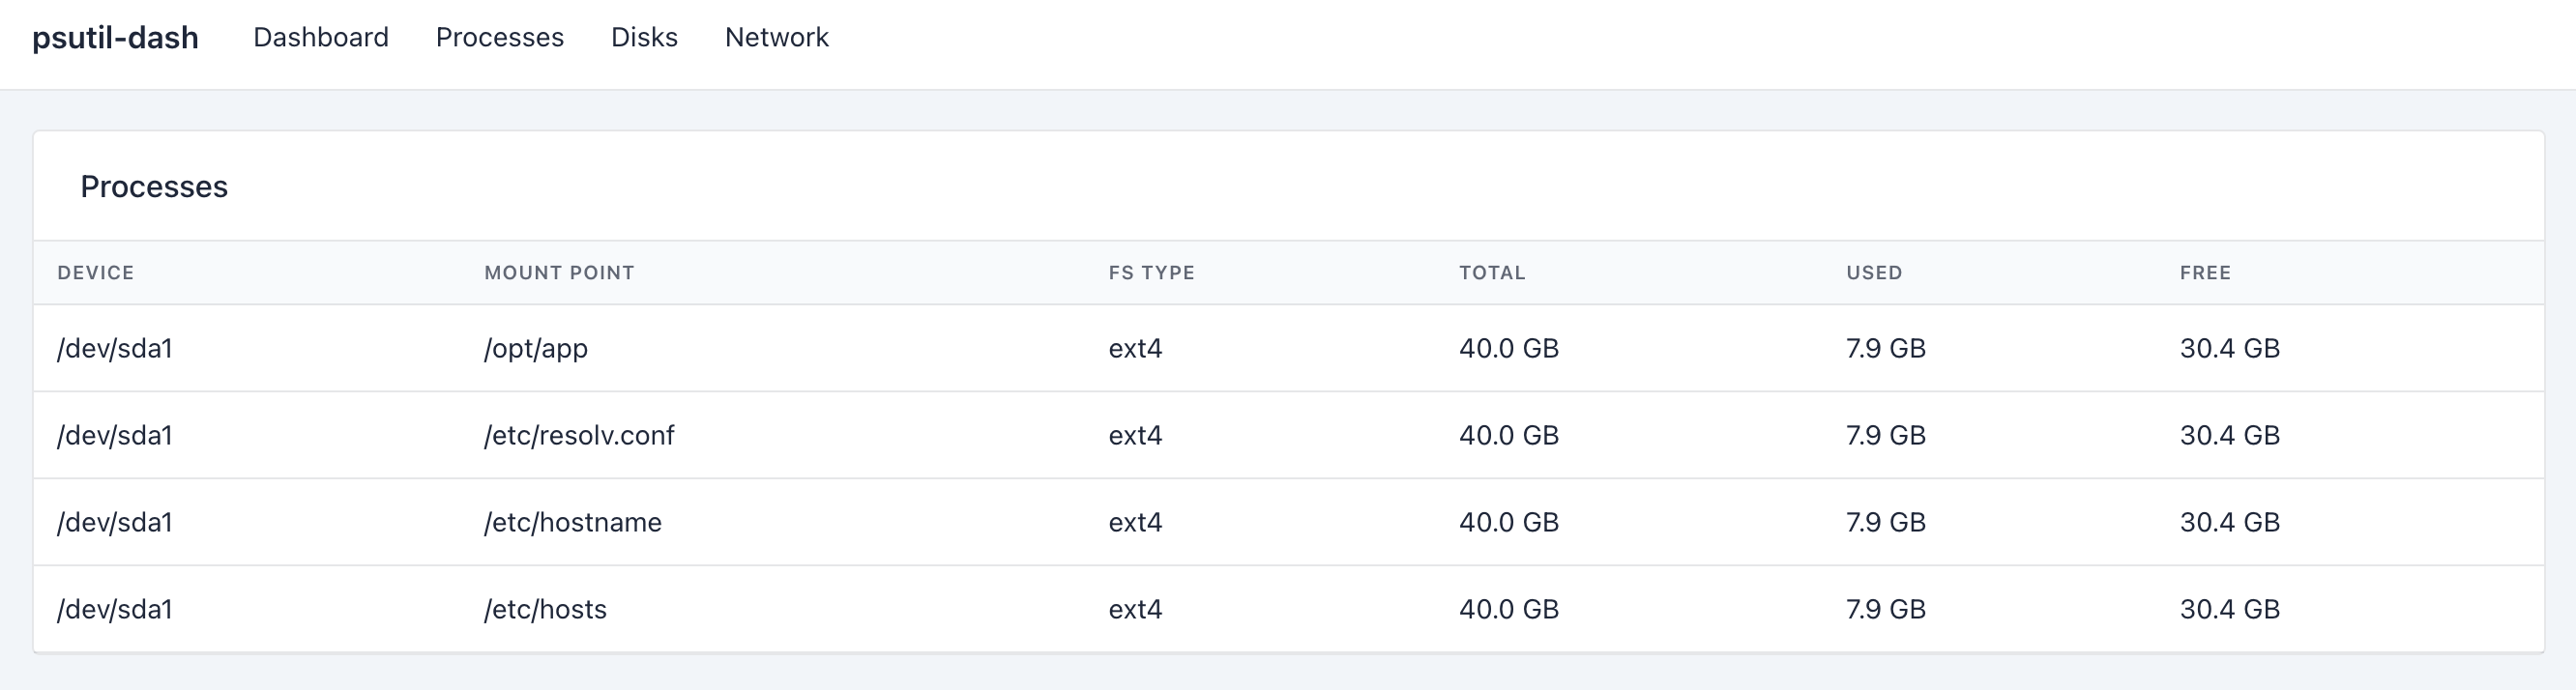 psutil-dash Dashboard Processes Disks Network
Processes
DEVICE MOUNT POINT FS TYPE TOTAL USED FREE
/dev/sda1 /opt/app ext4 40.0 GB 7.9 GB 30.4 GB
/dev/sda1 /etc/resolv.conf ext4 40.0 GB 7.9 GB 30.4 GB
/dev/sda1 /etc/hostname ext4 40.0 GB 7.9 GB 30.4 GB
/dev/sda1 /etc/hosts ext4 40.0 GB 7.9 GB 30.4 GB